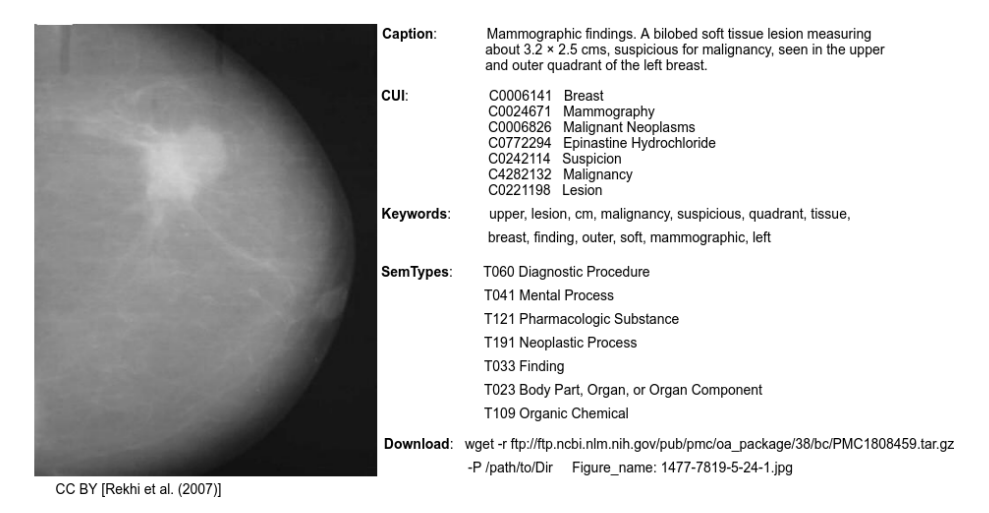 Caption: Mammographic findings. A bilobed soft tissue lesion measuring
about 3.2 × 2.5 cms, suspicious for malignancy, seen in the upper
and outer quadrant of the left breast.
CUI: C0006141 Breast
C0024671 Mammography
C0006826 Malignant Neoplasms
C0772294 Epinastine Hydrochloride
C0242114 Suspicion
C4282132 Malignancy
C0221198 Lesion
Keywords: upper, lesion, cm, malignancy, suspicious, quadrant, tissue,
breast, finding, outer, soft, mammographic, left
SemTypes: T060 Diagnostic Procedure
T041 Mental Process
T121 Pharmacologic Substance
T191 Neoplastic Process
T033 Finding
T023 Body Part, Organ, or Organ Component
T109 Organic Chemical
Download: wget -r ftp://ftp.ncbi.nlm.nih.gov/pub/pmc/oa_package/38/bc/PMC1808459.tar.gz
-P /path/to/Dir Figure_name: 1477-7819-5-24-1.jpg
CC BY [Rekhi et al. (2007)]